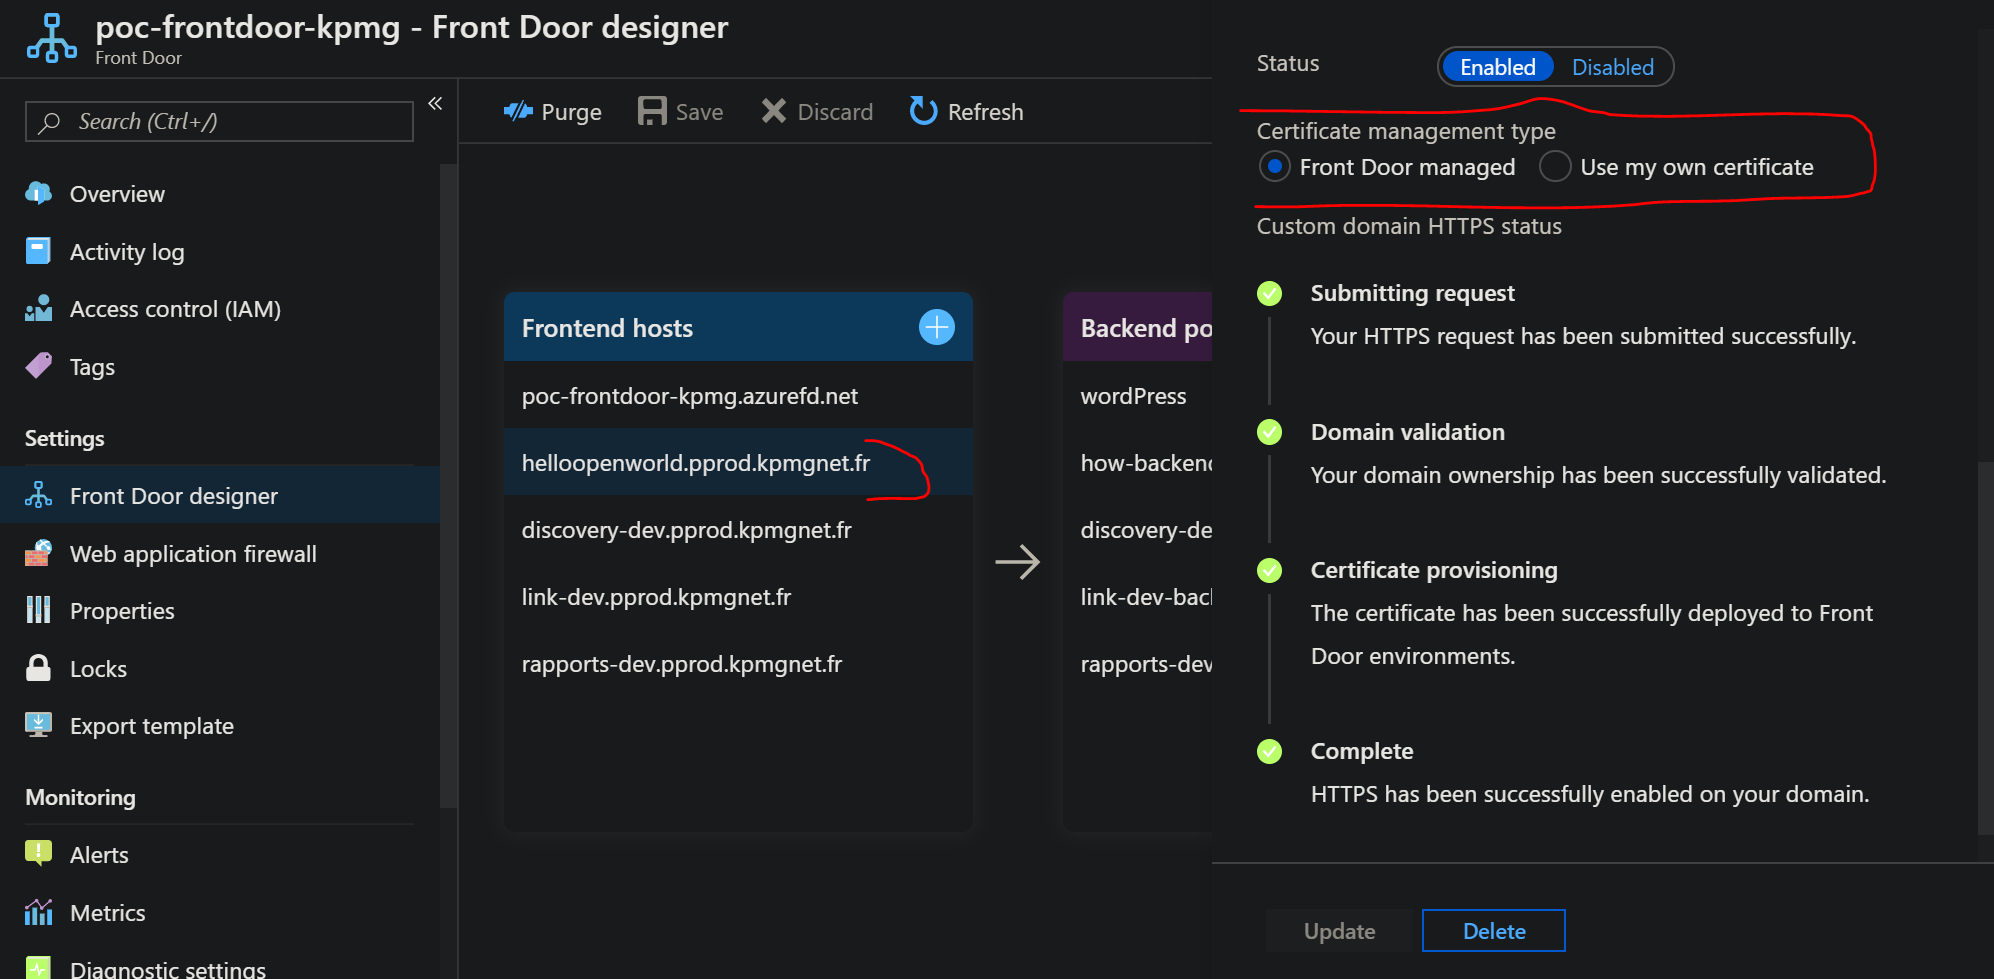 poc-frontdoor-kpmg - Front Door designer
Front Door
Search (Ctrl+/)
Overview
Activity log
Access control (IAM)
Tags
Settings
Front Door designer
Web application firewall
Properties
Locks
Export template
Monitoring
Alerts
Metrics
Diagnostic settings
Purge
Save
Discard
Refresh
Frontend hosts
poc-frontdoor-kpmg.azurefd.net
helloopenworld.pprod.kpmgnet.fr
discovery-dev.pprod.kpmgnet.fr
link-dev.pprod.kpmgnet.fr
rapports-dev.pprod.kpmgnet.fr
Backend po
wordPress
how-backend
discovery-de
link-dev-bac
rapports-dev
Status
Enabled Disabled
Certificate management type
Front Door managed Use my own certificate
Custom domain HTTPS status
Submitting request
Your HTTPS request has been submitted successfully.
Domain validation
Your domain ownership has been successfully validated.
Certificate provisioning
The certificate has been successfully deployed to Front
Door environments.
Complete
HTTPS has been successfully enabled on your domain.
Update
Delete